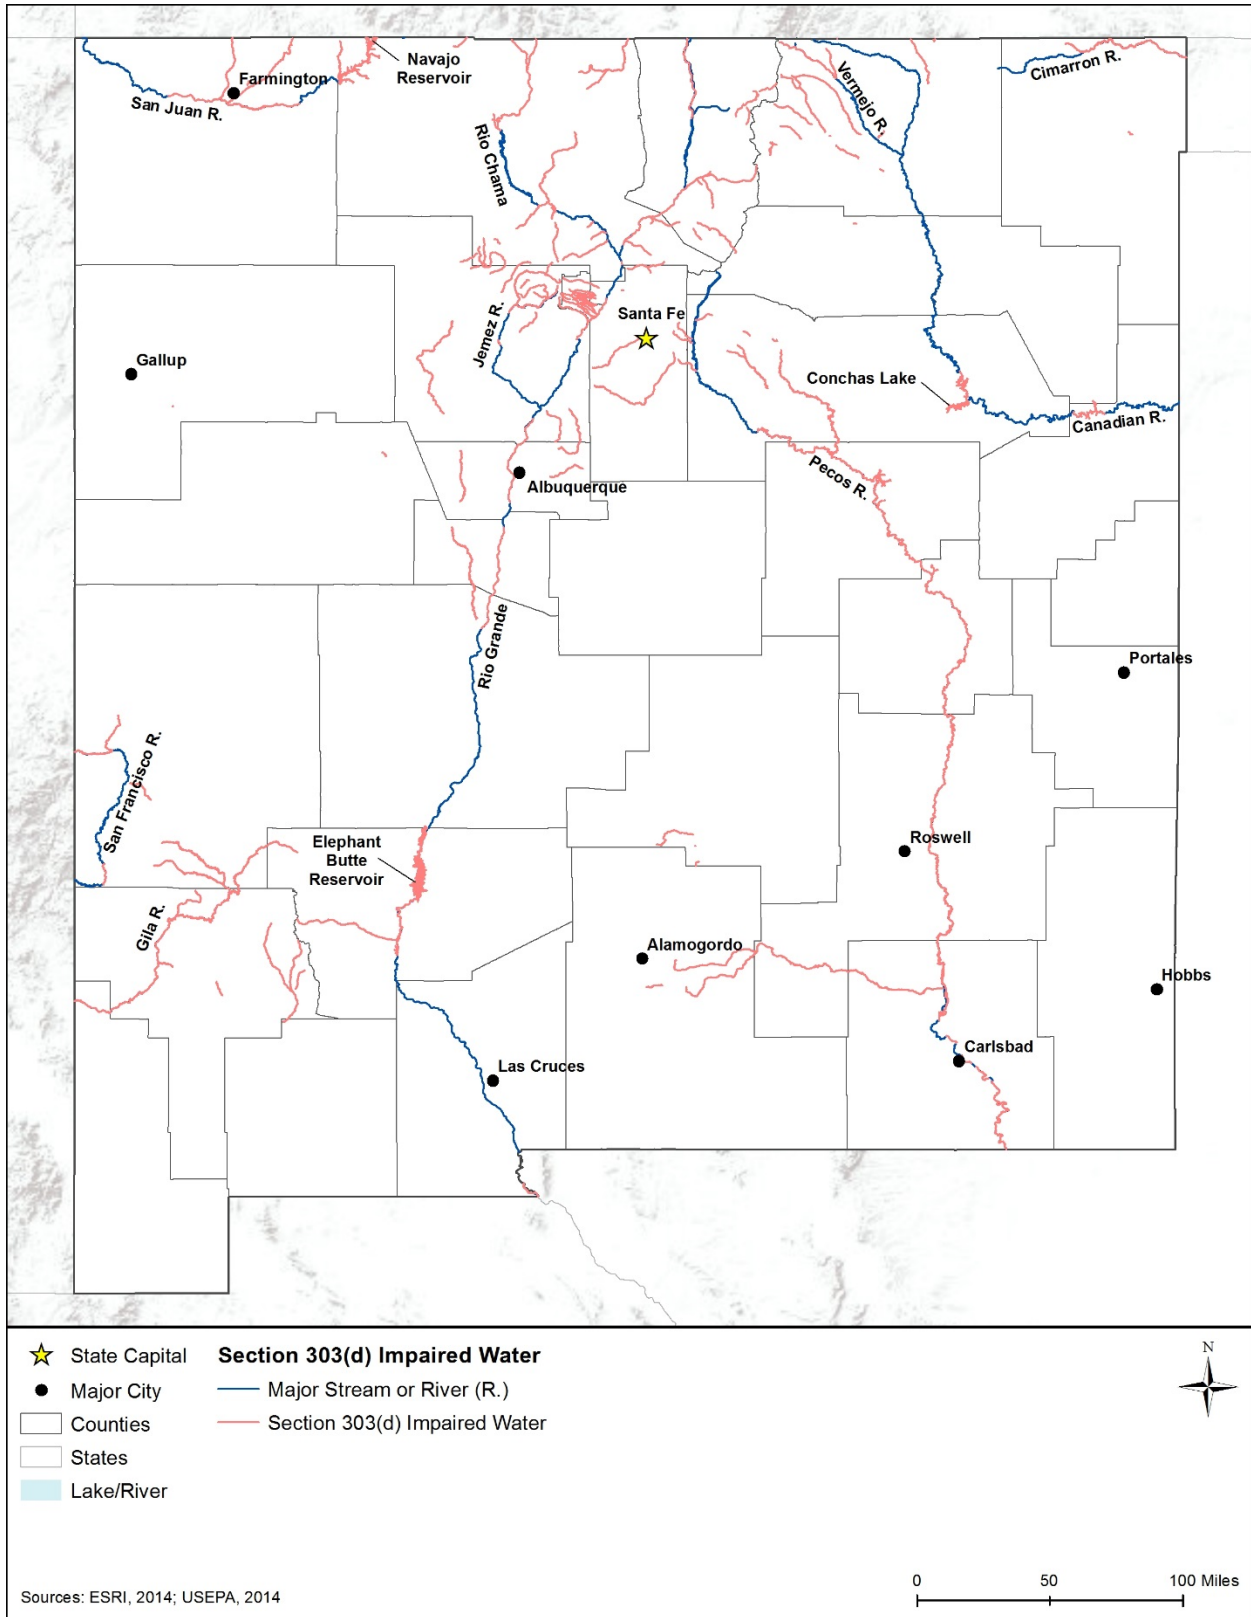 Navajo
Reservoir
Farmington
San Juan R.
Rio Chama
Vermejo R.
Cimarron R.
Santa Fe
Jemez R.
Gallup
Conchas Lake
Canadian R.
Albuquerque
Pecos R.
Rio Grande
Portales
San Francisco R.
Elephant
Butte
Reservoir
Roswell
Gila R.
Alamogordo
Hobbs
Carlsbad
Las Cruces
State Capital
Major City
Counties
States
Lake/River
Section 303(d) Impaired Water
Major Stream or River (R.)
Section 303(d) Impaired Water
N
Sources: ESRI, 2014; USEPA, 2014
0 50 100 Miles